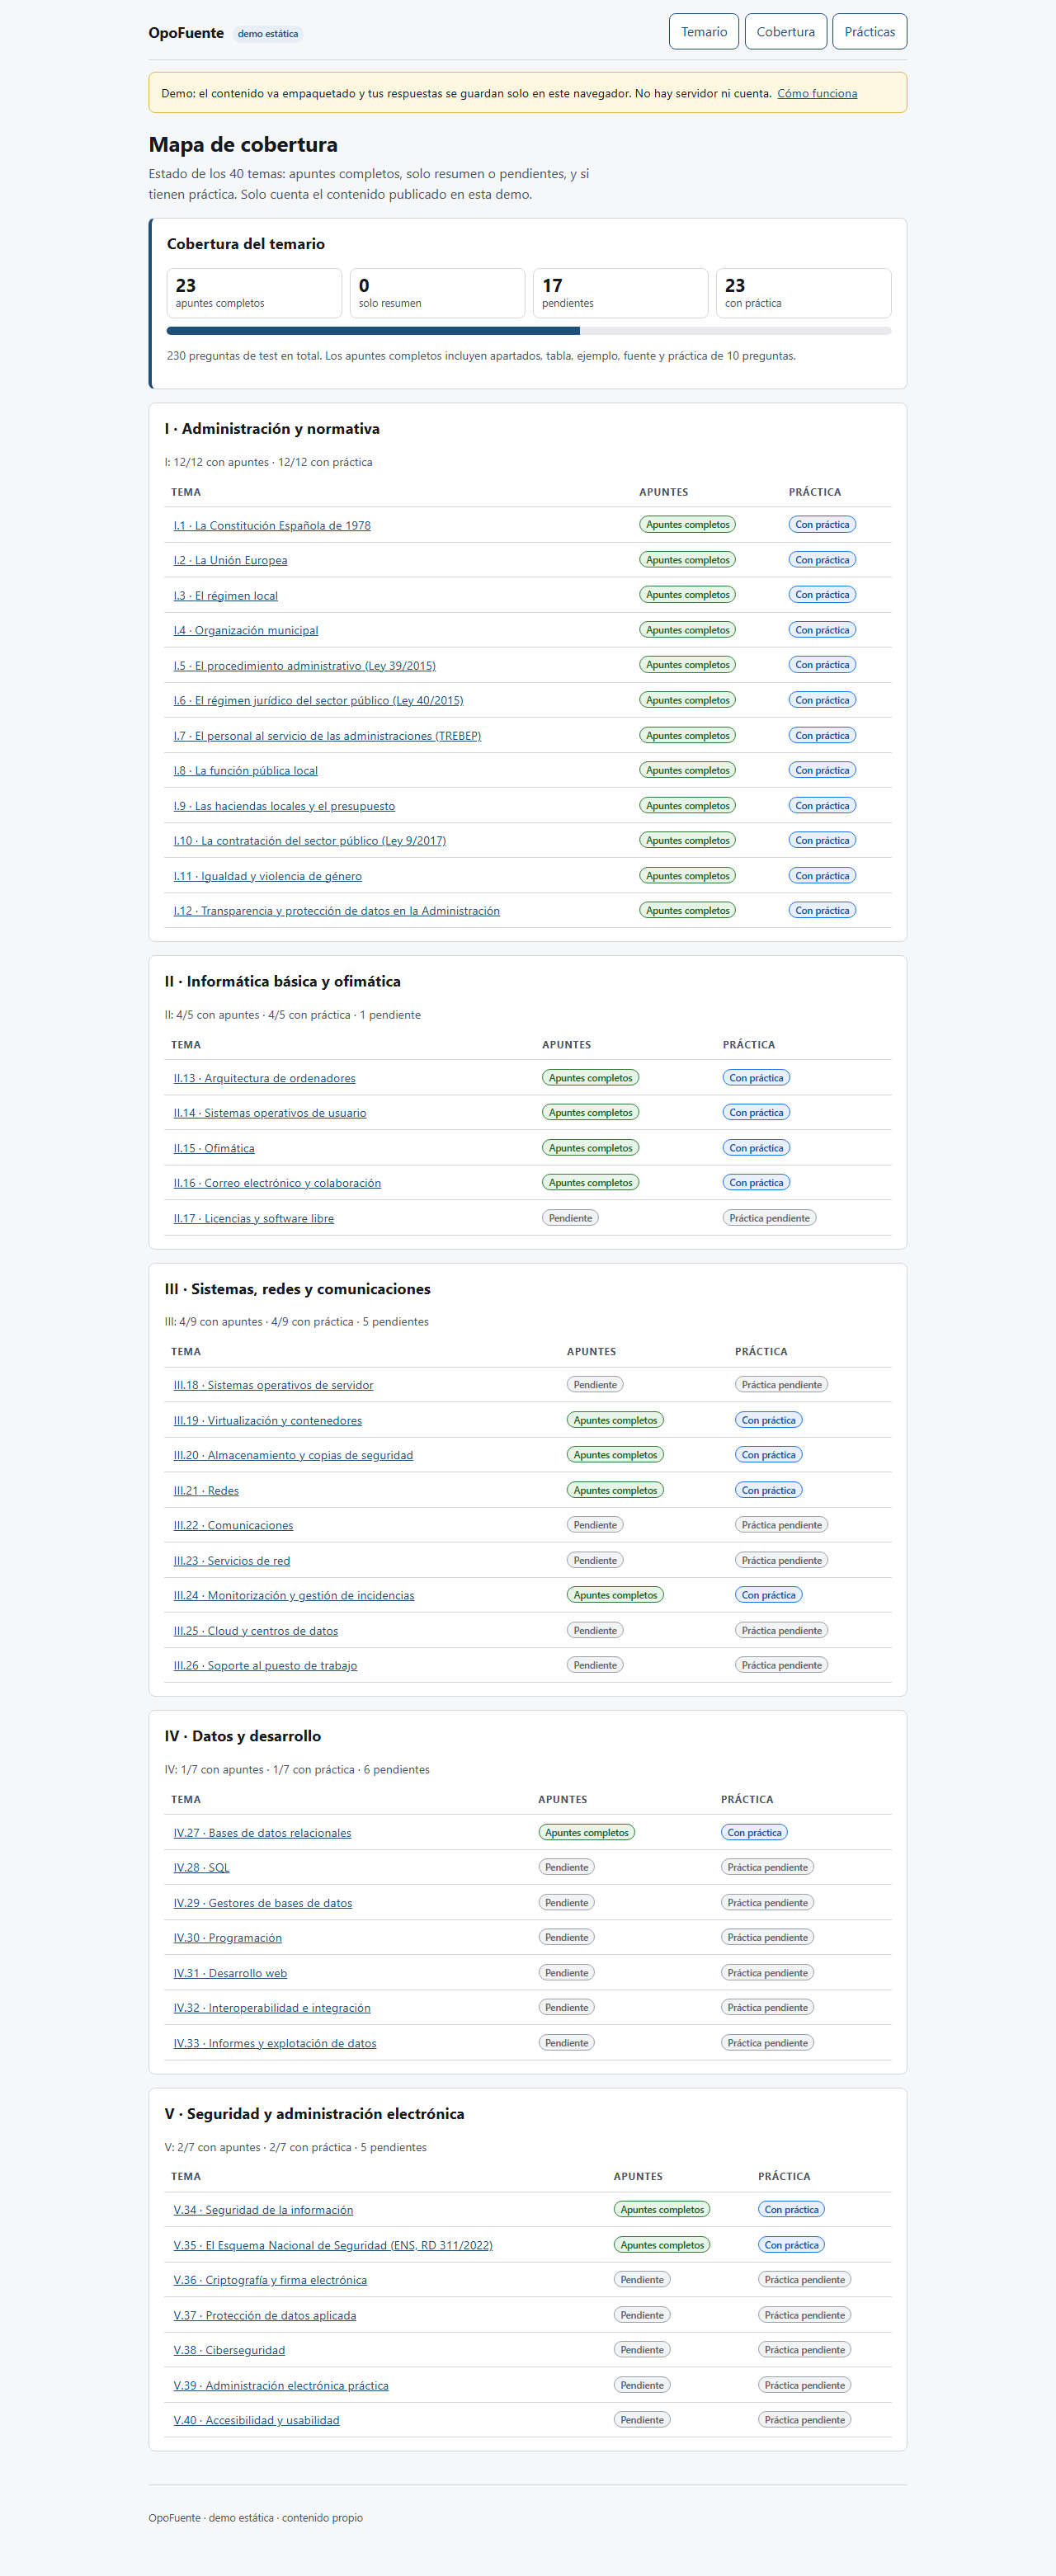 OpoFuente demo estática Temario Cobertura Prácticas
Demo: el contenido va empaquetado y tus respuestas se guardan solo en este navegador. No hay servidor ni cuenta. Cómo funciona
Mapa de cobertura
Estado de los 40 temas: apuntes completos, solo resumen o pendientes, y si
tienen práctica. Solo cuenta el contenido publicado en esta demo.
Cobertura del temario
23 0 17 23
apuntes completos solo resumen pendientes con práctica
230 preguntas de test en total. Los apuntes completos incluyen apartados, tabla, ejemplo, fuente y práctica de 10 preguntas.
I · Administración y normativa
I: 12/12 con apuntes · 12/12 con práctica
TEMA APUNTES PRÁCTICA
I.1 · La Constitución Española de 1978 Apuntes completos Con práctica
I.2 · La Unión Europea Apuntes completos Con práctica
I.3 · El régimen local Apuntes completos Con práctica
I.4 · Organización municipal Apuntes completos Con práctica
I.5 · El procedimiento administrativo (Ley 39/2015) Apuntes completos Con práctica
I.6 · El régimen jurídico del sector público (Ley 40/2015) Apuntes completos Con práctica
I.7 · El personal al servicio de las administraciones (TREBEP) Apuntes completos Con práctica
I.8 · La función pública local Apuntes completos Con práctica
I.9 · Las haciendas locales y el presupuesto Apuntes completos Con práctica
I.10 · La contratación del sector público (Ley 9/2017) Apuntes completos Con práctica
I.11 · Igualdad y violencia de género Apuntes completos Con práctica
I.12 · Transparencia y protección de datos en la Administración Apuntes completos Con práctica
II · Informática básica y ofimática
II: 4/5 con apuntes · 4/5 con práctica · 1 pendiente
TEMA APUNTES PRÁCTICA
II.13 · Arquitectura de ordenadores Apuntes completos Con práctica
II.14 · Sistemas operativos de usuario Apuntes completos Con práctica
II.15 · Ofimática Apuntes completos Con práctica
II.16 · Correo electrónico y colaboración Apuntes completos Con práctica
II.17 · Licencias y software libre Pendiente Práctica pendiente
III · Sistemas, redes y comunicaciones
III: 4/9 con apuntes · 4/9 con práctica · 5 pendientes
TEMA APUNTES PRÁCTICA
III.18 · Sistemas operativos de servidor Pendiente Práctica pendiente
III.19 · Virtualización y contenedores Apuntes completos Con práctica
III.20 · Almacenamiento y copias de seguridad Apuntes completos Con práctica
III.21 · Redes Apuntes completos Con práctica
III.22 · Comunicaciones Pendiente Práctica pendiente
III.23 · Servicios de red Pendiente Práctica pendiente
III.24 · Monitorización y gestión de incidencias Apuntes completos Con práctica
III.25 · Cloud y centros de datos Pendiente Práctica pendiente
III.26 · Soporte al puesto de trabajo Pendiente Práctica pendiente
IV · Datos y desarrollo
IV: 1/7 con apuntes · 1/7 con práctica · 6 pendientes
TEMA APUNTES PRÁCTICA
IV.27 · Bases de datos relacionales Apuntes completos Con práctica
IV.28 · SQL Pendiente Práctica pendiente
IV.29 · Gestores de bases de datos Pendiente Práctica pendiente
IV.30 · Programación Pendiente Práctica pendiente
IV.31 · Desarrollo web Pendiente Práctica pendiente
IV.32 · Interoperabilidad e integración Pendiente Práctica pendiente
IV.33 · Informes y explotación de datos Pendiente Práctica pendiente
V · Seguridad y administración electrónica
V: 2/7 con apuntes · 2/7 con práctica · 5 pendientes
TEMA APUNTES PRÁCTICA
V.34 · Seguridad de la información Apuntes completos Con práctica
V.35 · El Esquema Nacional de Seguridad (ENS, RD 311/2022) Apuntes completos Con práctica
V.36 · Criptografía y firma electrónica Pendiente Práctica pendiente
V.37 · Protección de datos aplicada Pendiente Práctica pendiente
V.38 · Ciberseguridad Pendiente Práctica pendiente
V.39 · Administración electrónica práctica Pendiente Práctica pendiente
V.40 · Accesibilidad y usabilidad Pendiente Práctica pendiente
OpoFuente · demo estática · contenido propio